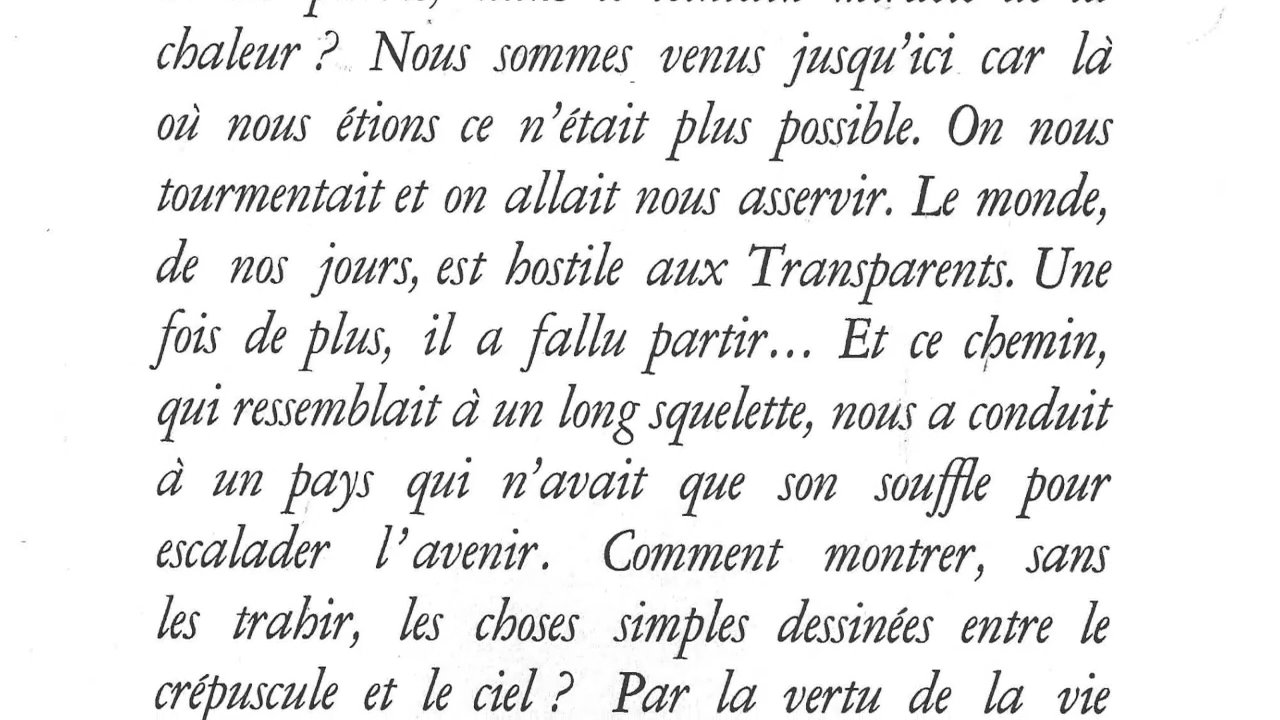 chaleur ? Nous sommes venus jusqu'ici car là
où nous étions ce n'était plus possible. On nous
tourmentait et on allait nous asservir. Le monde,
de nos jours, est hostile aux Transparents. Une
fois de plus, il a fallu partir... Et ce chemin,
qui ressemblait à un long squelette, nous a conduit
à un pays qui n'avait que son souffle pour
escalader l'avenir. Comment montrer, sans
les trahir, les choses simples dessinées entre le
crépuscule et le ciel ? Par la vertu de la vie